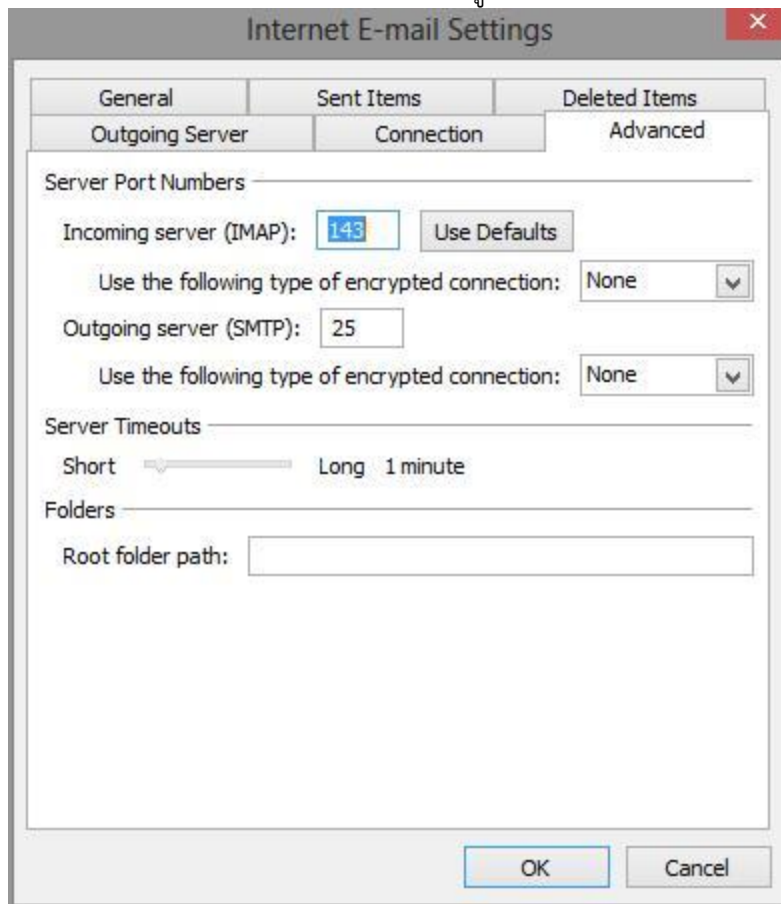 Internet E-mail Settings
General Sent Items Deleted Items
Outgoing Server Connection Advanced
Server Port Numbers
Incoming server (IMAP): 143 Use Defaults
Use the following type of encrypted connection: None
Outgoing server (SMTP): 25
Use the following type of encrypted connection: None
Server Timeouts
Short Long 1 minute
Folders
Root folder path:
OK Cancel